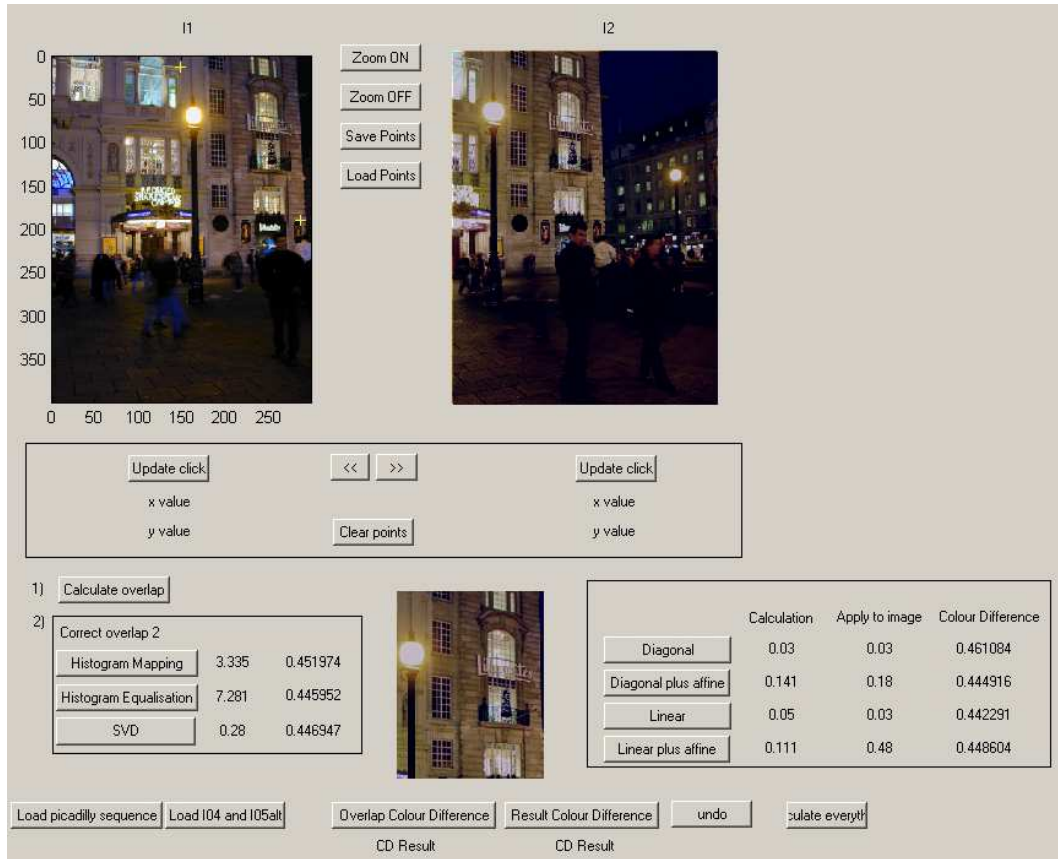 I1 I2
0
50
100
150
200
250
300
350
0 50 100 150 200 250
Zoom ON
Zoom OFF
Save Points
Load Points
Update click << >> Update click
x value x value
y value Clear points y value
1) Calculate overlap
2) Correct overlap 2
Histogram Mapping 3.335 0.451974
Histogram Equalisation 7.281 0.445952
SVD 0.28 0.446947
Calculation Apply to image Colour Difference
Diagonal 0.03 0.03 0.461084
Diagonal plus affine 0.141 0.18 0.444916
Linear 0.05 0.03 0.442291
Linear plus affine 0.111 0.48 0.448604
Load picadilly sequence Load I04 and I05alt Overlap Colour Difference Result Colour Difference undo culate everyth
CD Result CD Result